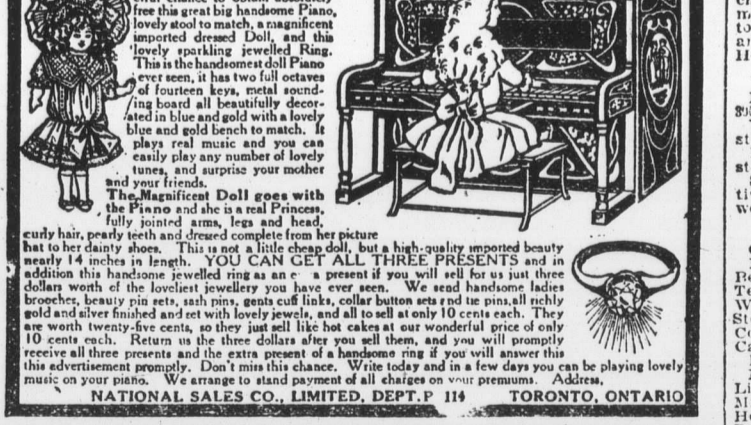 free this great big handsome Piano,
lovely stool to match, a magnificent
imported dressed Doll, and this
lovely sparkling jewelled Ring.
This is the handsomest doll Piano
ever seen, it has two full octaves
of fourteen keys, metal sound-
ing board all beautifully decor-
ated in blue and gold with a lovely
blue and gold bench to match. It
plays real music and you can
easily play any number of lovely
tunes, and surprise your mother
and your friends.
The Magnificent Doll goes with
the Piano and she is a real Princess,
fully jointed arms, legs and head,
curly hair, pearly teeth and dressed complete from her picture
hat to her dainty shoes. This is not a little cheap doll, but a high-quality imported beauty
nearly 14 inches in length. YOU CAN GET ALL THREE PRESENTS and in
addition this handsome jewelled ring as an e a present if you will sell for us just three
dollars worth of the loveliest jewellery you have ever seen. We send handsome ladies
brooches, beauty pin sets, sash pins, gents cuff links, collar button sets and tie pins, all richly
gold and silver finished and set with lovely jewels, and all to sell at only 10 cents each. They
are worth twenty-five cents, so they just sell like hot cakes at our wonderful price of only
10 cents each. Return us the three dollars after you sell them, and you will promptly
receive all three presents and the extra present of a handsome ring if you will answer this
this advertisement promptly. Don't miss this chance. Write today and in a few days you can be playing lovely
music on your piano. We arrange to stand payment of all charges on your premiums. Address,
NATIONAL SALES CO., LIMITED, DEPT. P 114 TORONTO, ONTARIO